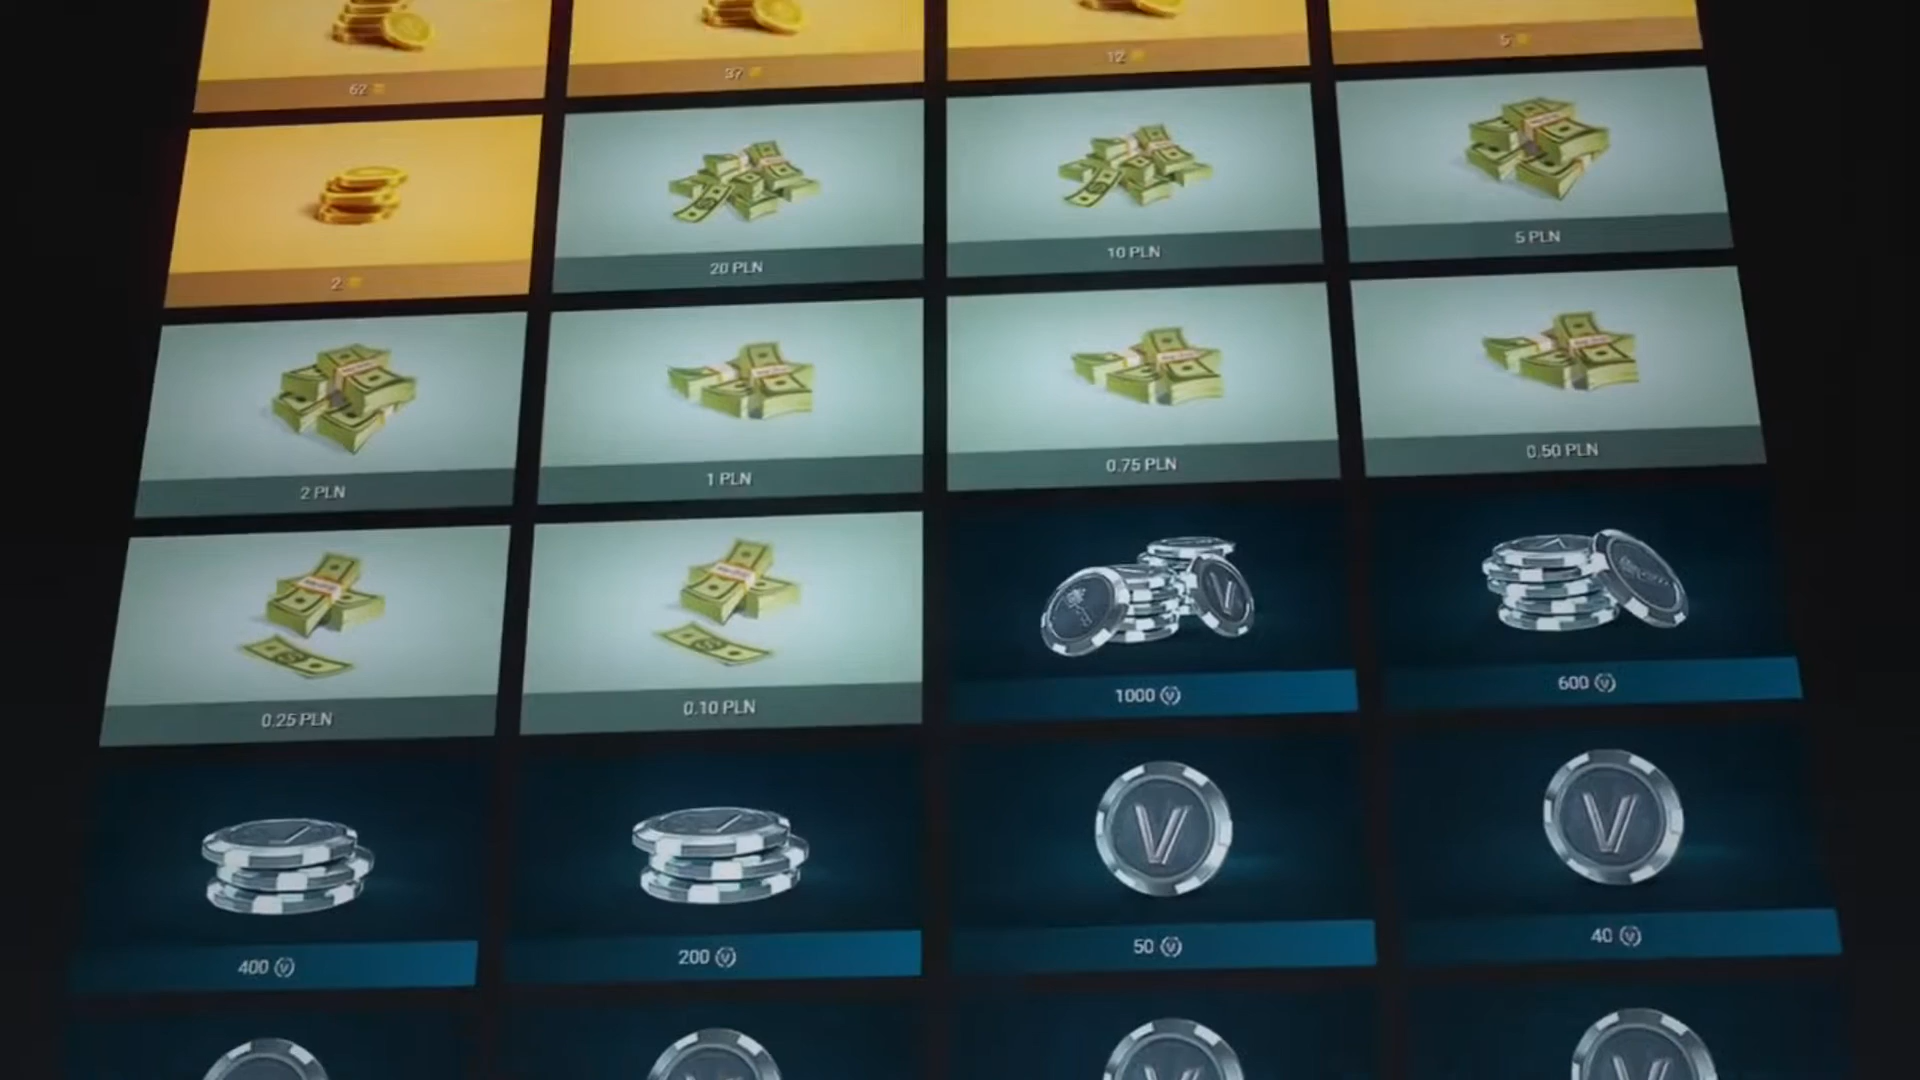 62
37
12
5
2
20 PLN
10 PLN
5 PLN
2 PLN
1 PLN
0.75 PLN
0.50 PLN
0.25 PLN
0.10 PLN
1000 V
600 V
400 V
200 V
50 V
40 V